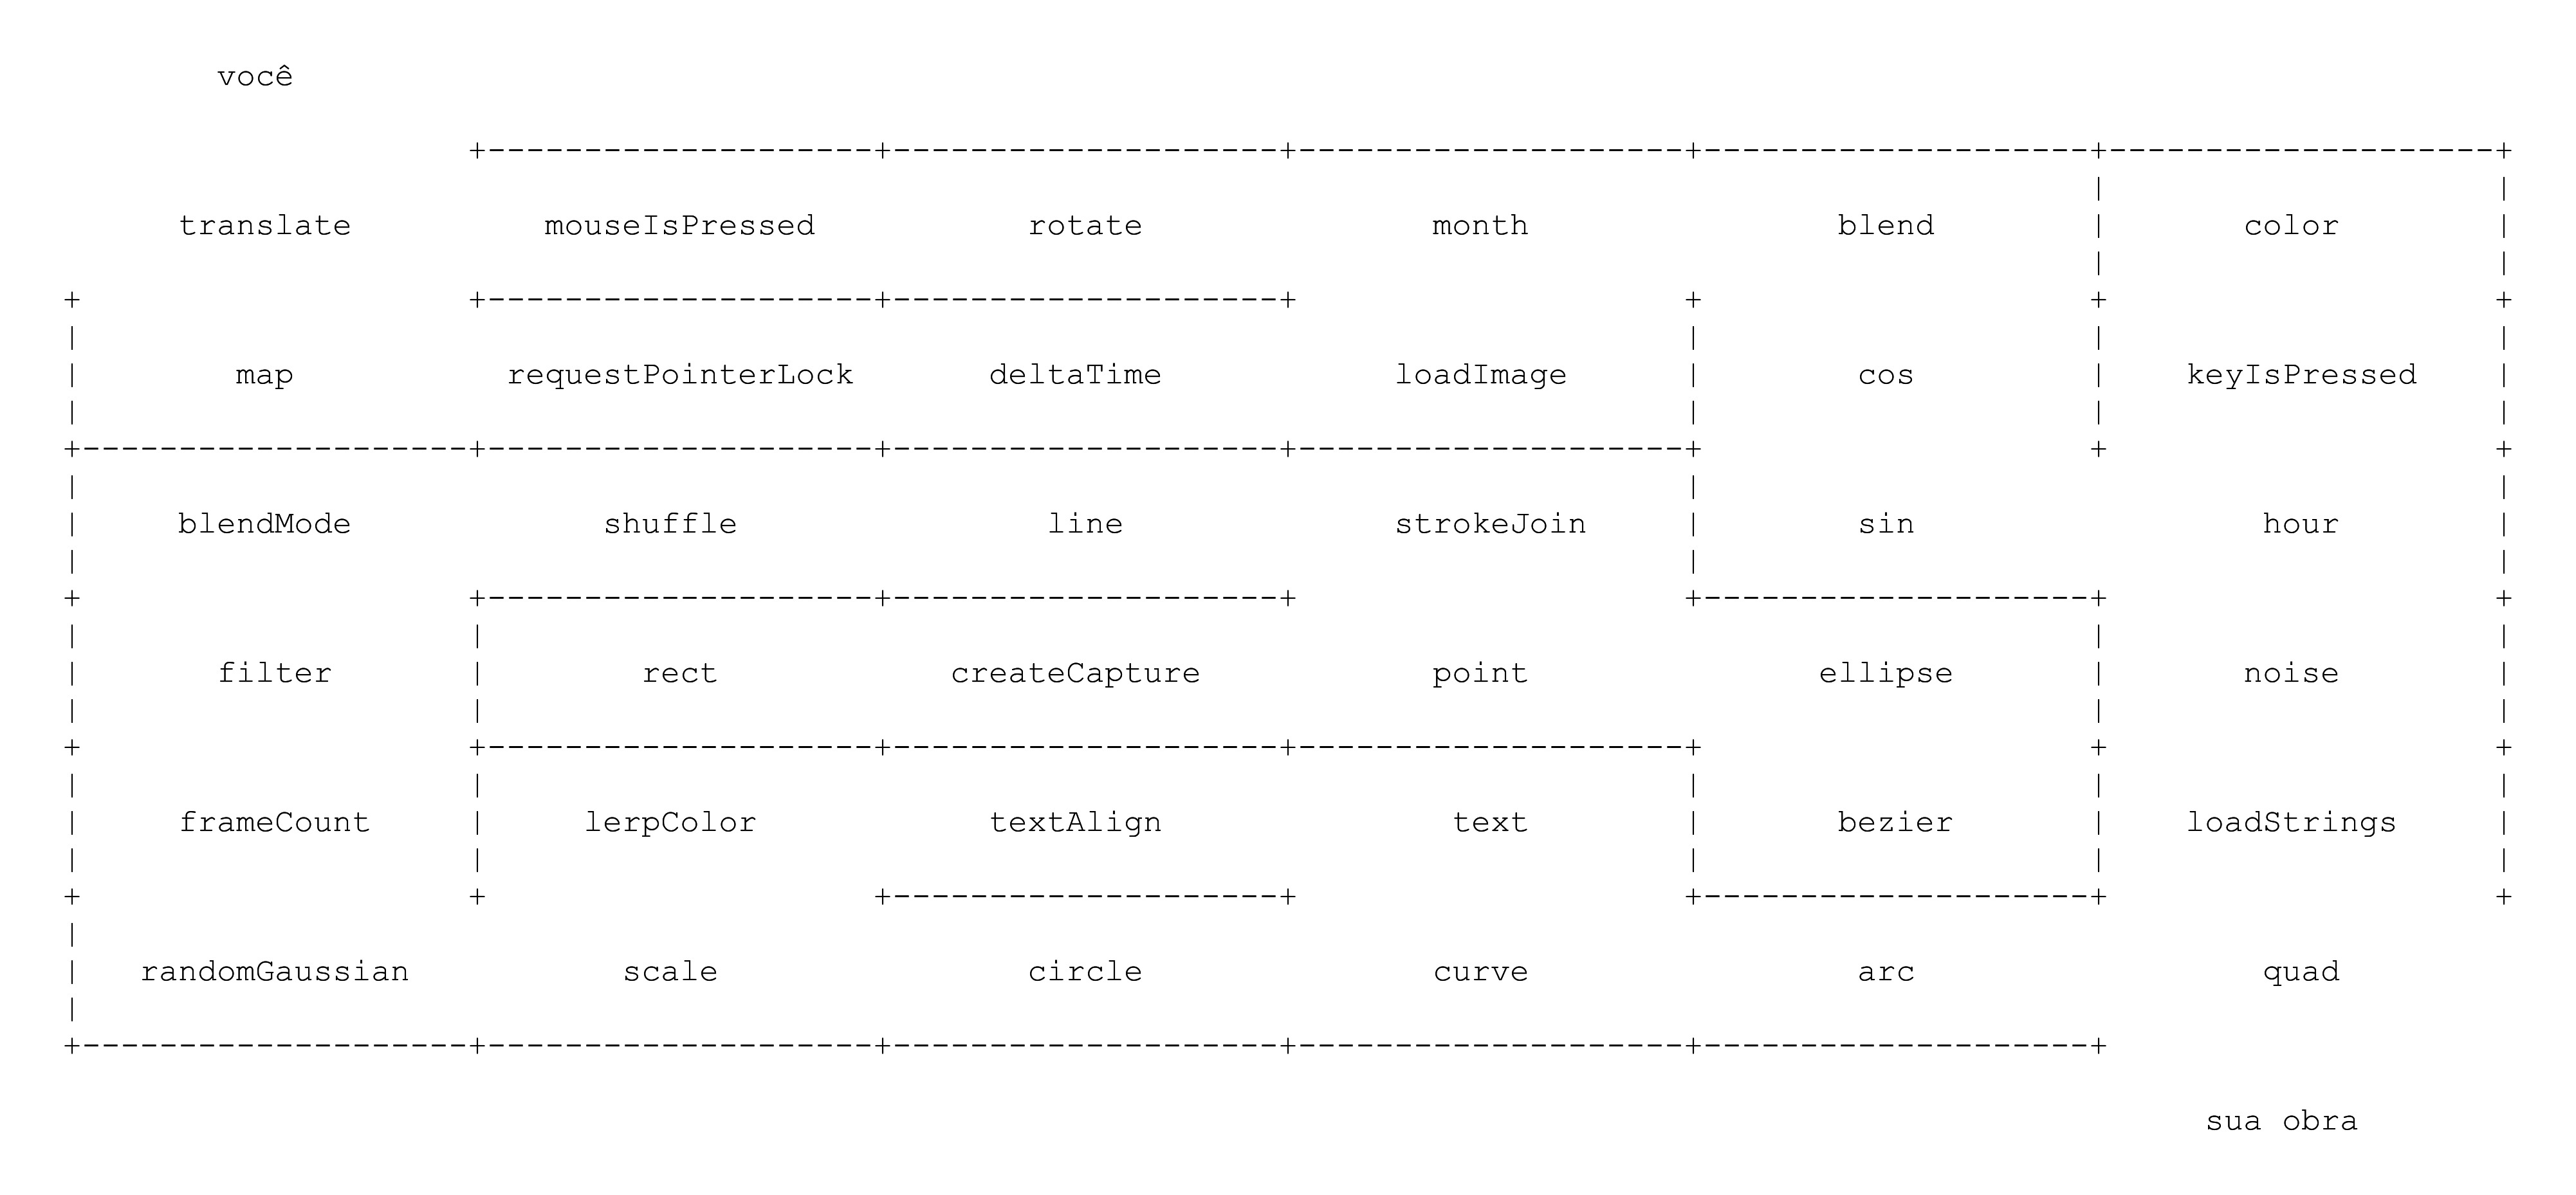 você
translate mouseIsPressed rotate month blend color
map requestPointerLock deltaTime loadImage cos keyIsPressed
blendMode shuffle line strokeJoin sin hour
filter rect createCapture point ellipse noise
frameCount lerpColor textAlign text bezier loadStrings
randomGaussian scale circle curve arc quad
sua obra